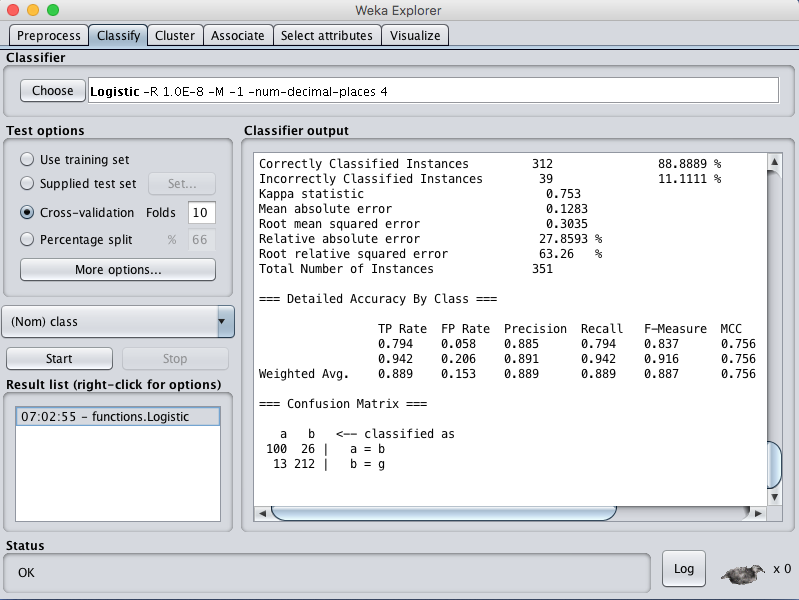 Weka Explorer
Preprocess Classify Cluster Associate Select attributes Visualize
Classifier
Choose Logistic -R 1.0E-8 -M -1 -num-decimal-places 4
Test options
Use training set
Supplied test set Set...
Cross-validation Folds 10
Percentage split % 66
More options...
(Nom) class
Start Stop
Result list (right-click for options)
07:02:55 - functions.Logistic
Classifier output
Correctly Classified Instances 312 88.8889 %
Incorrectly Classified Instances 39 11.1111 %
Kappa statistic 0.753
Mean absolute error 0.1283
Root mean squared error 0.3035
Relative absolute error 27.8593 %
Root relative squared error 63.26 %
Total Number of Instances 351
=== Detailed Accuracy By Class ===
TP Rate FP Rate Precision Recall F-Measure MCC
0.794 0.058 0.885 0.794 0.837 0.756
0.942 0.206 0.891 0.942 0.916 0.756
Weighted Avg. 0.889 0.153 0.889 0.889 0.887 0.756
=== Confusion Matrix ===
a b <-- classified as
100 26 | a = b
13 212 | b = g
Status
OK
Log x 0